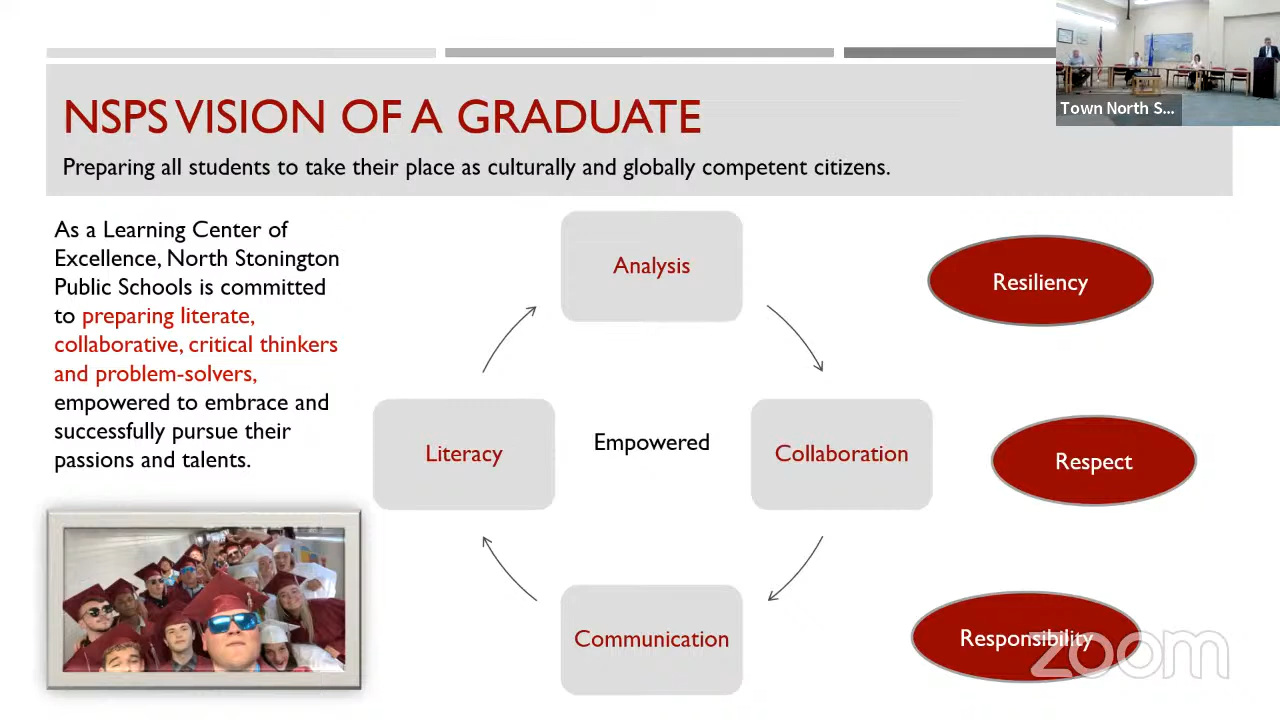 NSPS VISION OF A GRADUATE
Preparing all students to take their place as culturally and globally competent citizens.
Town North S...
As a Learning Center of
Excellence, North Stonington
Public Schools is committed
to preparing literate,
collaborative, critical thinkers
and problem-solvers,
empowered to embrace and
successfully pursue their
passions and talents.
Analysis
Literacy
Empowered
Collaboration
Communication
Resiliency
Respect
Responsibility
zoom